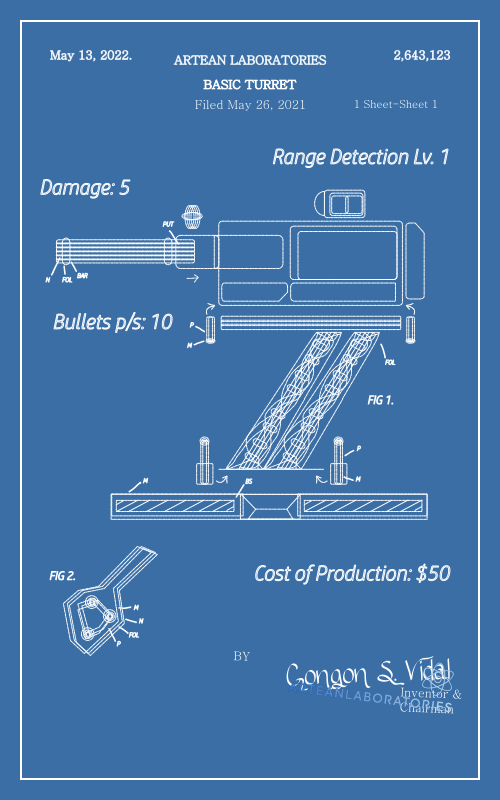 May 13, 2022.
ARTEAN LABORATORIES
2,643,123
BASIC TURRET
Filed May 26, 2021
1 Sheet-Sheet 1
Range Detection Lv. 1
Damage: 5
PUT
N
FOL
BAR
Bullets p/s: 10
P
M
FOL
FIG 1.
P
M
M
BS
FIG 2.
Cost of Production: $50
M
N
FOL
P
BY
Gongon S. Vidal
Inventor &
ARTEANLABORATORIES
Chairman